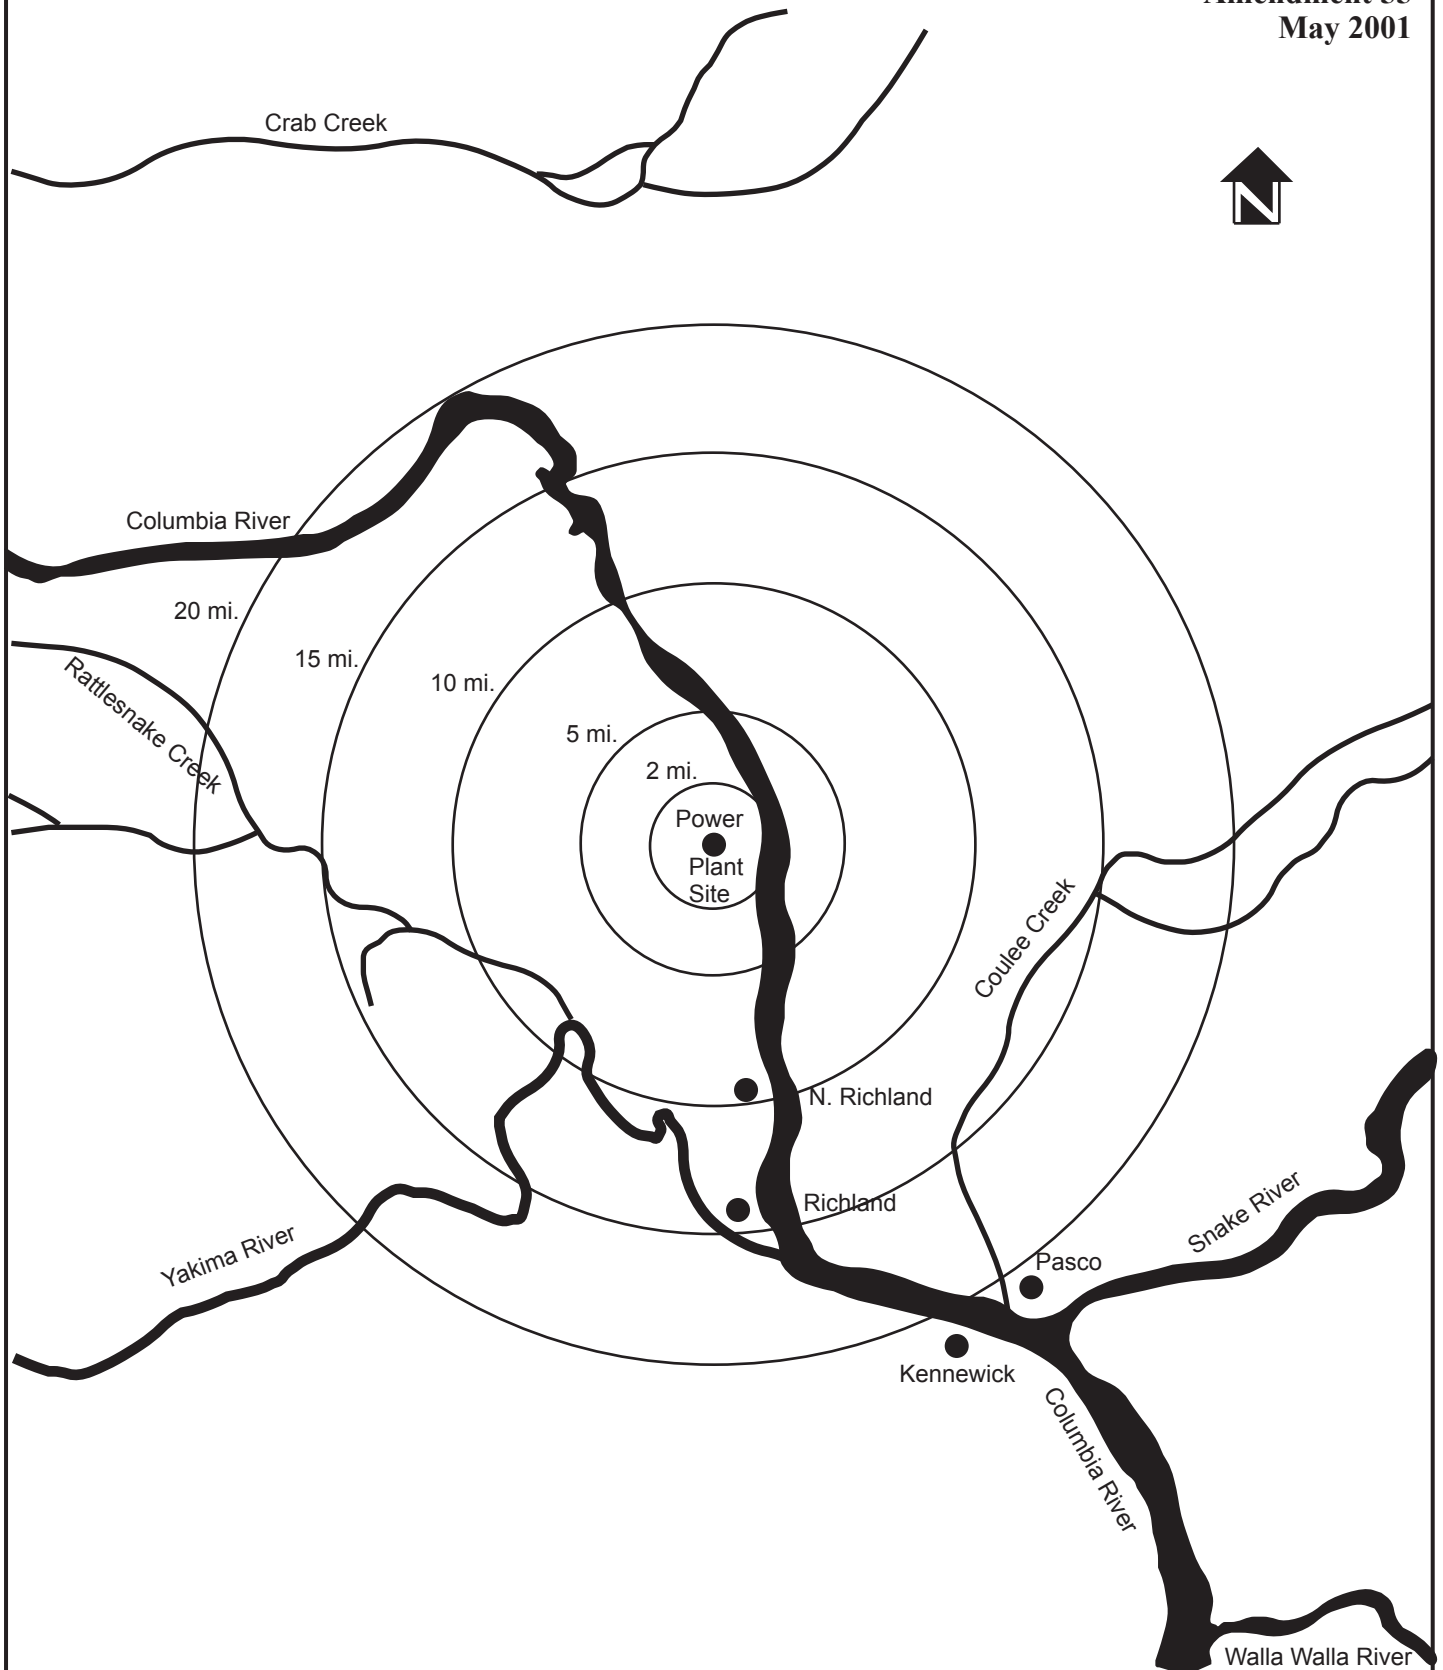 May 2001
Crab Creek
N
Columbia River
20 mi.
15 mi.
10 mi.
Rattlesnake Creek
5 mi.
2 mi.
Power
Plant
Site
Coulee Creek
N. Richland
Richland
Snake River
Yakima River
Pasco
Kennewick
Columbia River
Walla Walla River